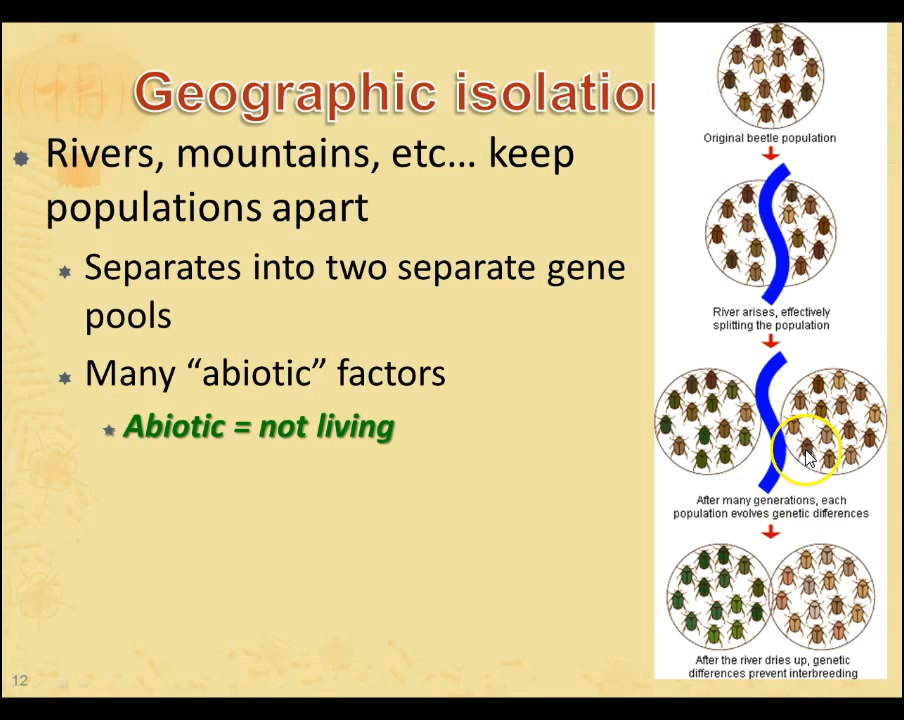 Geographic isolation
Rivers, mountains, etc… keep
populations apart
Separates into two separate gene
pools
Many “abiotic” factors
Abiotic = not living
12
Original beetle population
River arises, effectively
splitting the population
After many generations, each
population evolves genetic differences
After the river dries up, genetic
differences prevent interbreeding